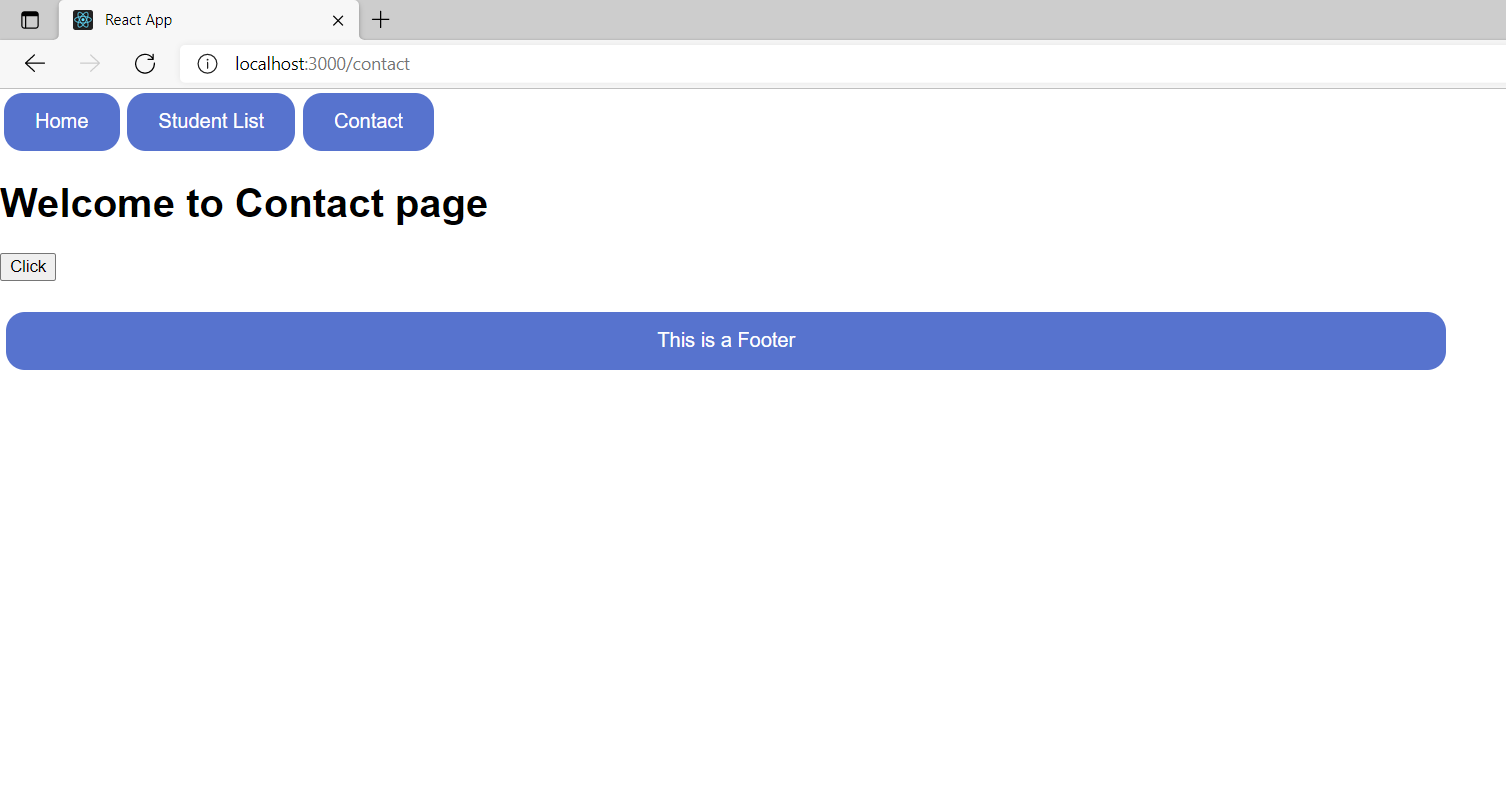 React App
localhost:3000/contact
Home Student List Contact
Welcome to Contact page
Click
This is a Footer